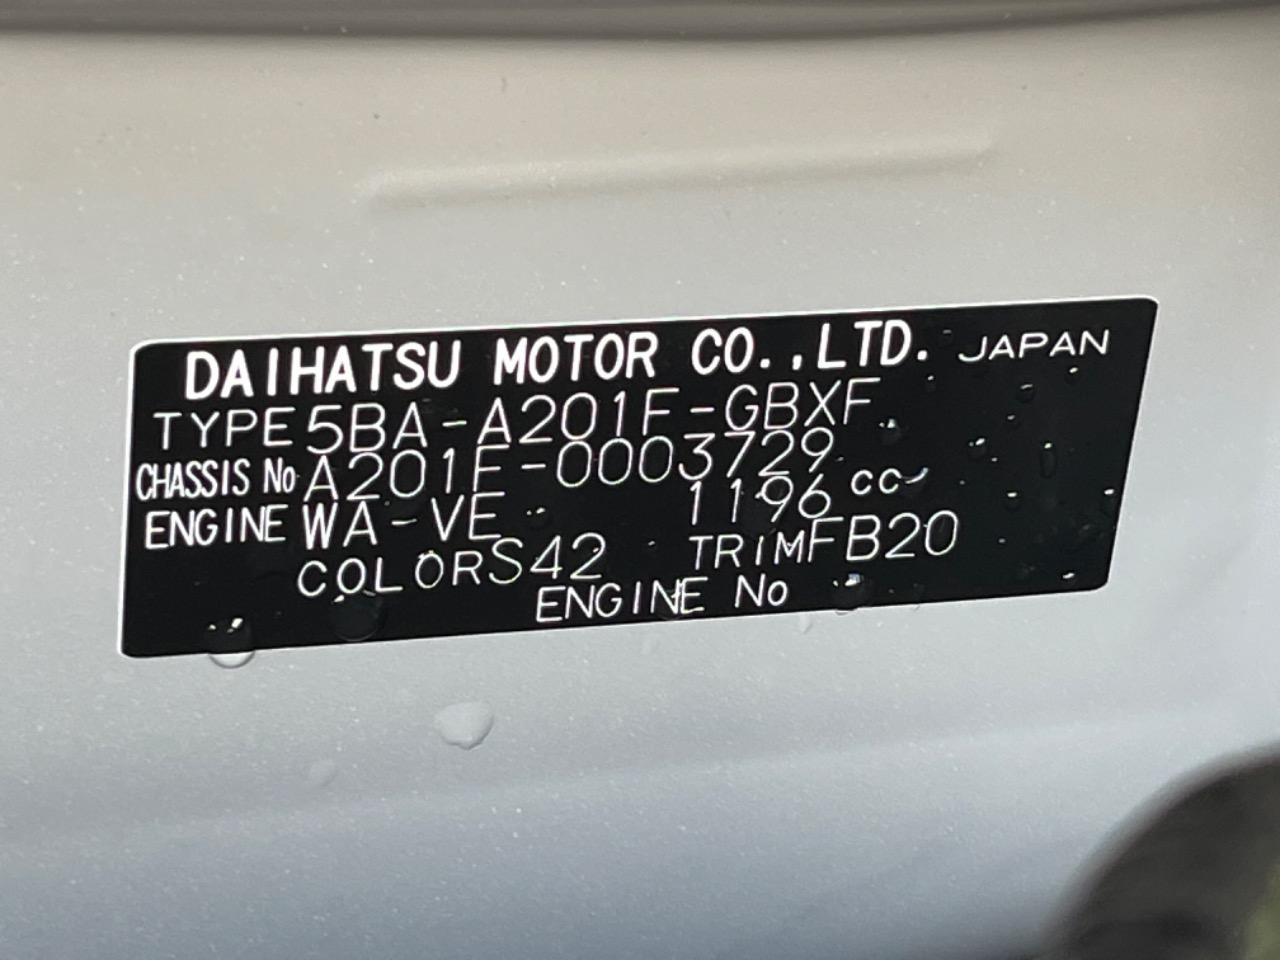 DAIHATSU MOTOR CO.,LTD. JAPAN
TYPE 5BA-A201F-GBXF
CHASSIS No A201F-0003729
ENGINE WA-VE 1196 cc
COLOR S42 TRIM FB20
ENGINE No